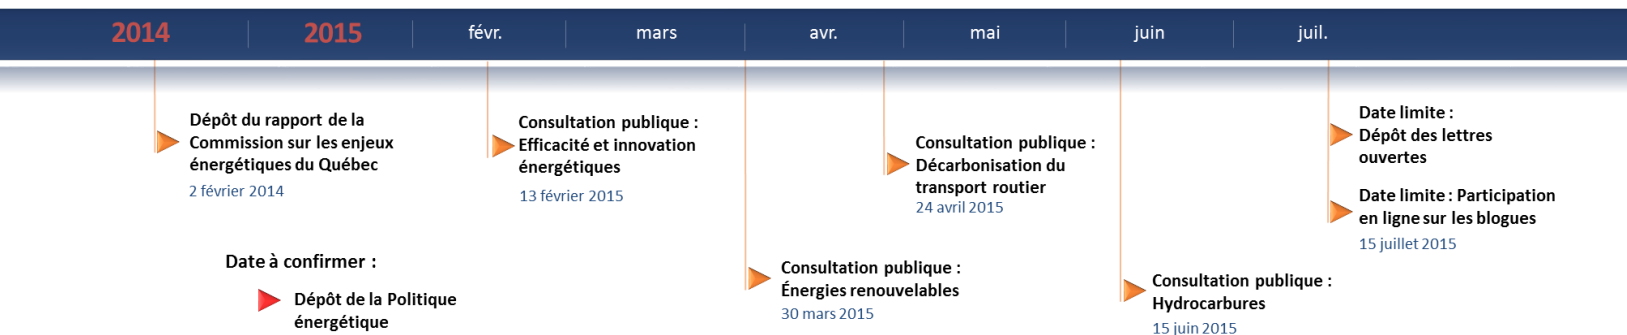 2014
2015
févr.
mars
avr.
mai
juin
juil.
Dépôt du rapport de la
Commission sur les enjeux
énergétiques du Québec
2 février 2014
Consultation publique :
Efficacité et innovation
énergétiques
13 février 2015
Consultation publique :
Énergies renouvelables
30 mars 2015
Consultation publique :
Décarbonisation du
transport routier
24 avril 2015
Consultation publique :
Hydrocarbures
15 juin 2015
Date limite :
Dépôt des lettres
ouvertes
Date limite : Participation
en ligne sur les blogues
15 juillet 2015
Date à confirmer :
Dépôt de la Politique
énergétique